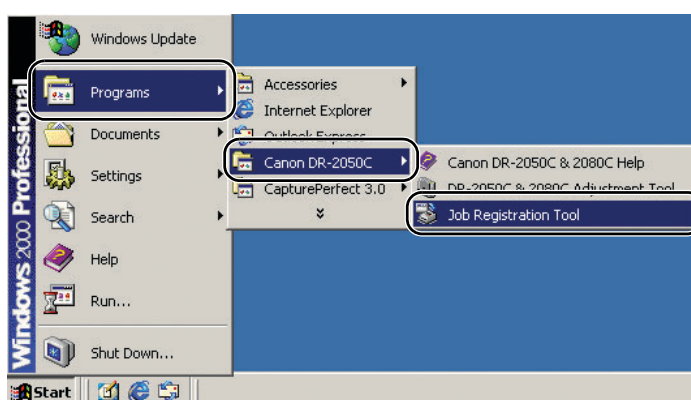 Windows Update
Programs
Documents
Settings
Search
Help
Run...
Shut Down...
Windows 2000 Professional
Accessories
Internet Explorer
Outlook Express
Canon DR-2050C
CapturePerfect 3.0
Canon DR-2050C & 2080C Help
DR-2050C & 2080C Adjustment Tool
Job Registration Tool
Start